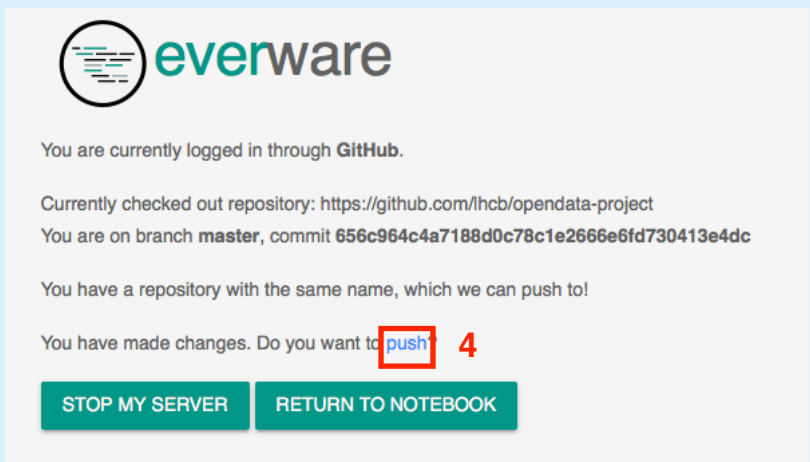 everware
You are currently logged in through GitHub.
Currently checked out repository: https://github.com/lhcb/opendata-project
You are on branch master, commit 656c964c4a7188d0c78c1e2666e6fd730413e4dc
You have a repository with the same name, which we can push to!
You have made changes. Do you want to push? 4
STOP MY SERVER RETURN TO NOTEBOOK